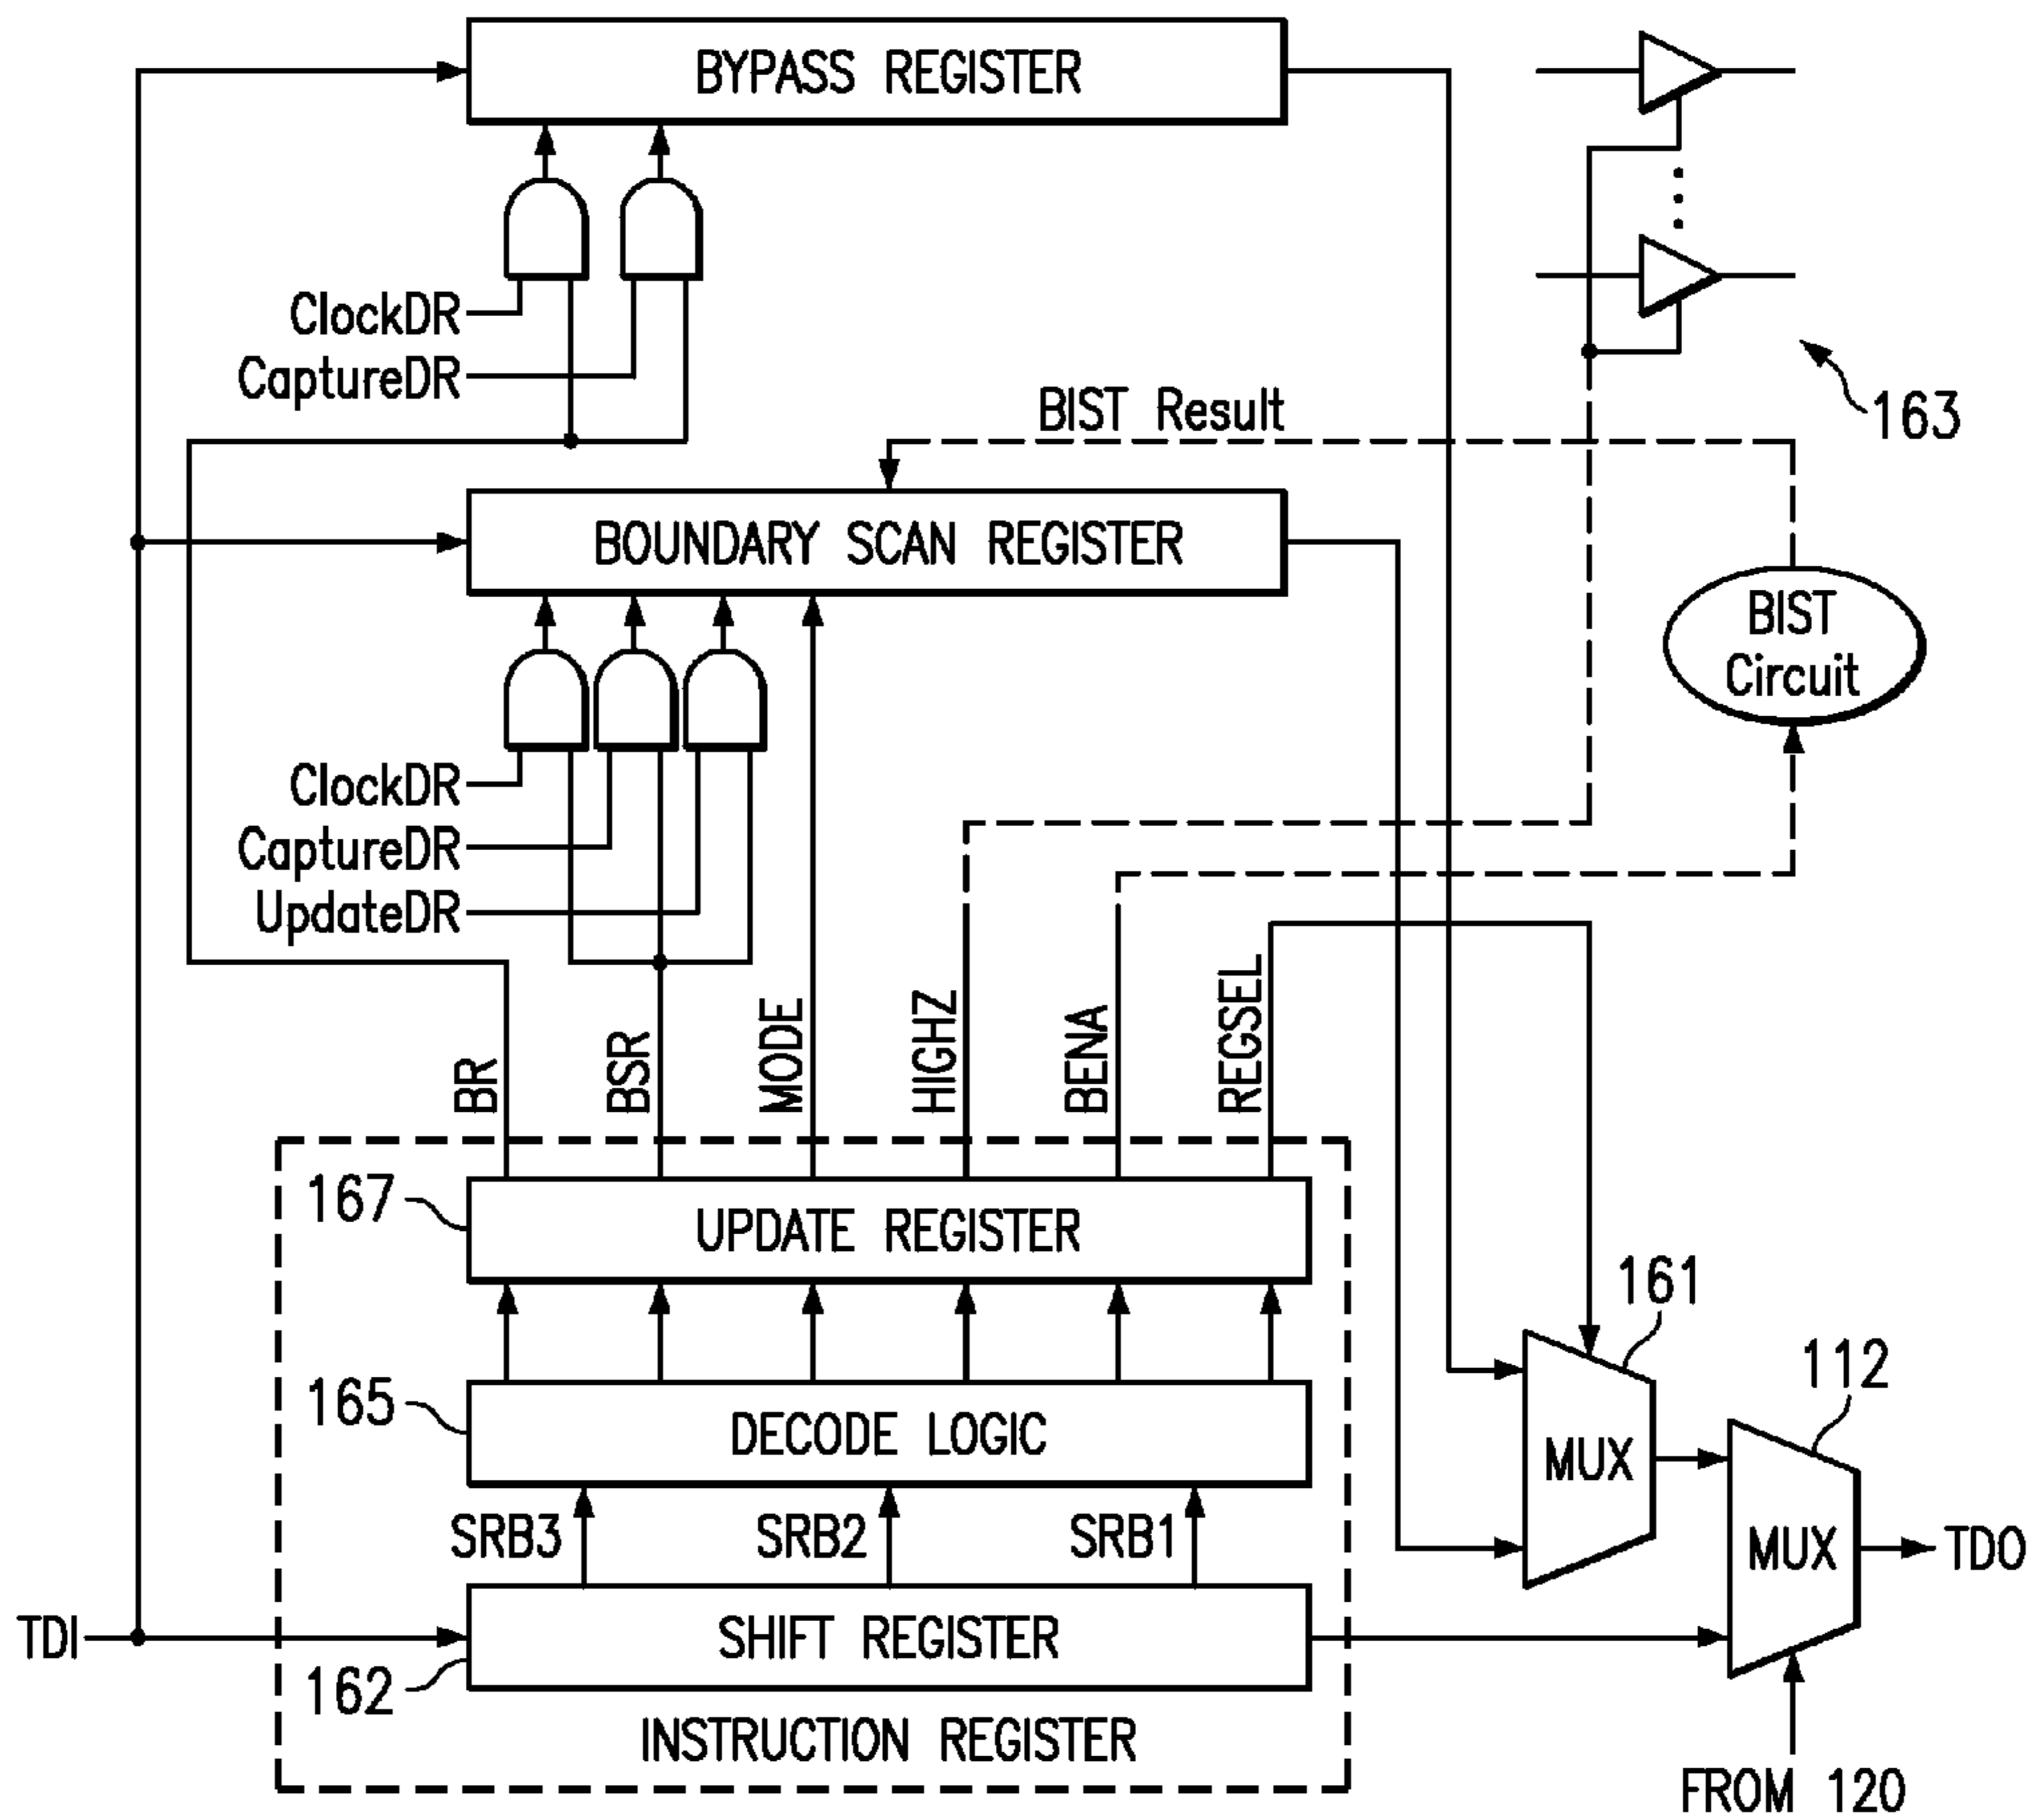 BYPASS REGISTER
ClockDR
CaptureDR
163
BIST Result
BOUNDARY SCAN REGISTER
BIST
Circuit
ClockDR
CaptureDR
UpdateDR
BR
BSR
MODE
HIGHZ
BENA
REGSEL
167
UPDATE REGISTER
161
112
165
DECODE LOGIC
MUX
SRB3
SRB2
SRB1
MUX
TDO
TDI
SHIFT REGISTER
162
INSTRUCTION REGISTER
FROM 120